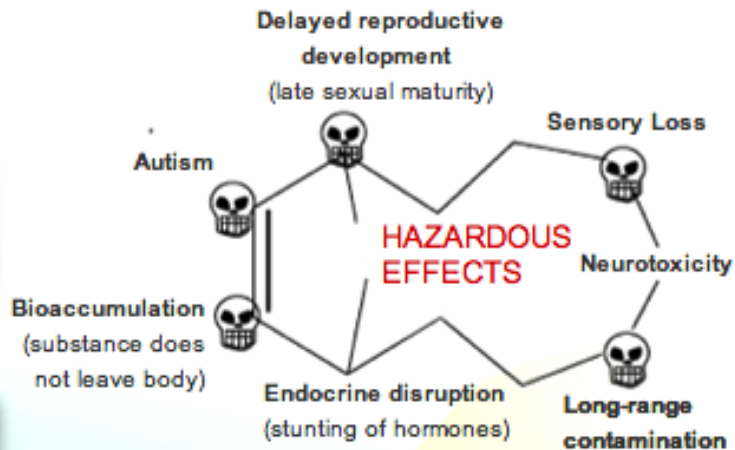 Delayed reproductive
development
(late sexual maturity)
Sensory Loss
Autism
HAZARDOUS
EFFECTS
Neurotoxicity
Bioaccumulation
(substance does
not leave body)
Endocrine disruption
(stunting of hormones)
Long-range
contamination